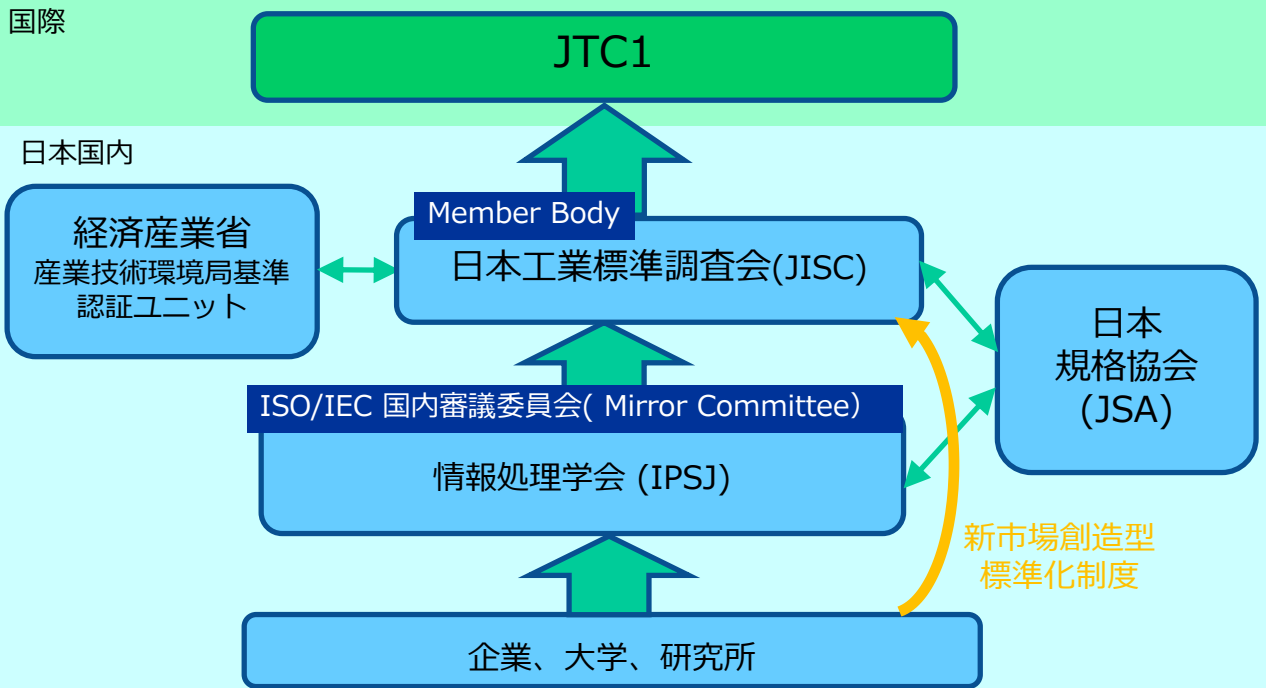 国際
JTC1
日本国内
経済産業省
産業技術環境局基準
認証ユニット
Member Body
日本工業標準調査会(JISC)
日本
規格協会
(JSA)
ISO/IEC 国内審議委員会( Mirror Committee）
情報処理学会 (IPSJ)
新市場創造型
標準化制度
企業、大学、研究所